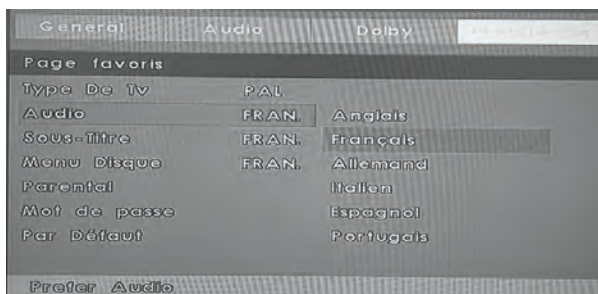 General Audio Dolby
Page favoris
Type De Tv PAL
Audio FRAN. Anglais
Sous-Titre FRAN. Français
Menu Disque FRAN. Allemand
Parental Italien
Mot de passe Espagnol
Par Défaut Portugais
Prefer Audio